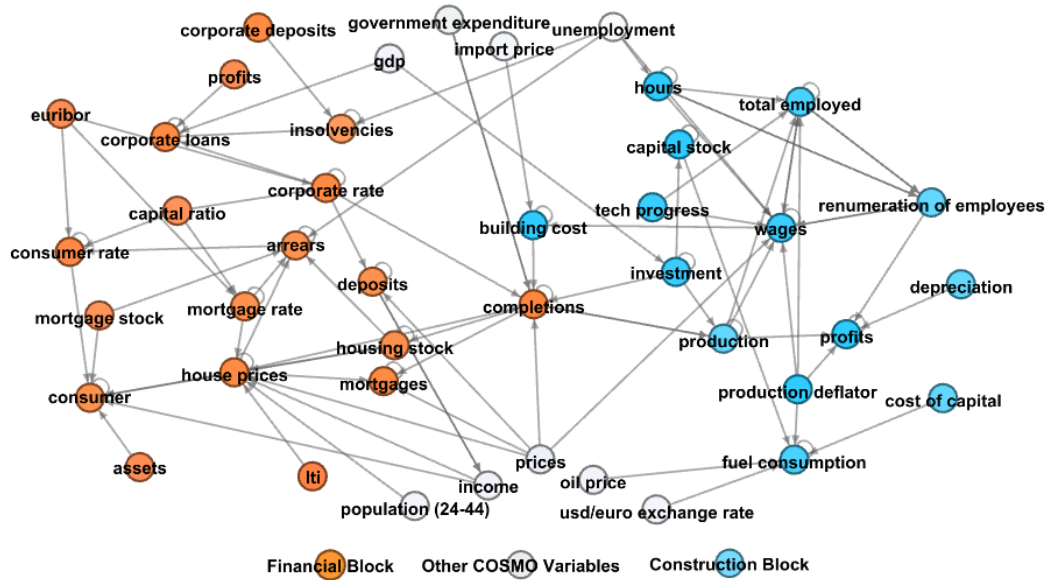 government expenditure
corporate deposits
unemployment
import price
gdp
profits
hours
total employed
euribor
insolvencies
corporate loans
capital stock
corporate rate
capital ratio
tech progress
renumeration of employees
building cost
wages
consumer rate
arrears
investment
deposits
depreciation
mortgage rate
completions
mortgage stock
production
profits
housing stock
house prices
mortgages
production deflator
consumer
cost of capital
prices
fuel consumption
assets
lti
income
oil price
population (24-44)
usd/euro exchange rate
Financial Block
Other COSMO Variables
Construction Block